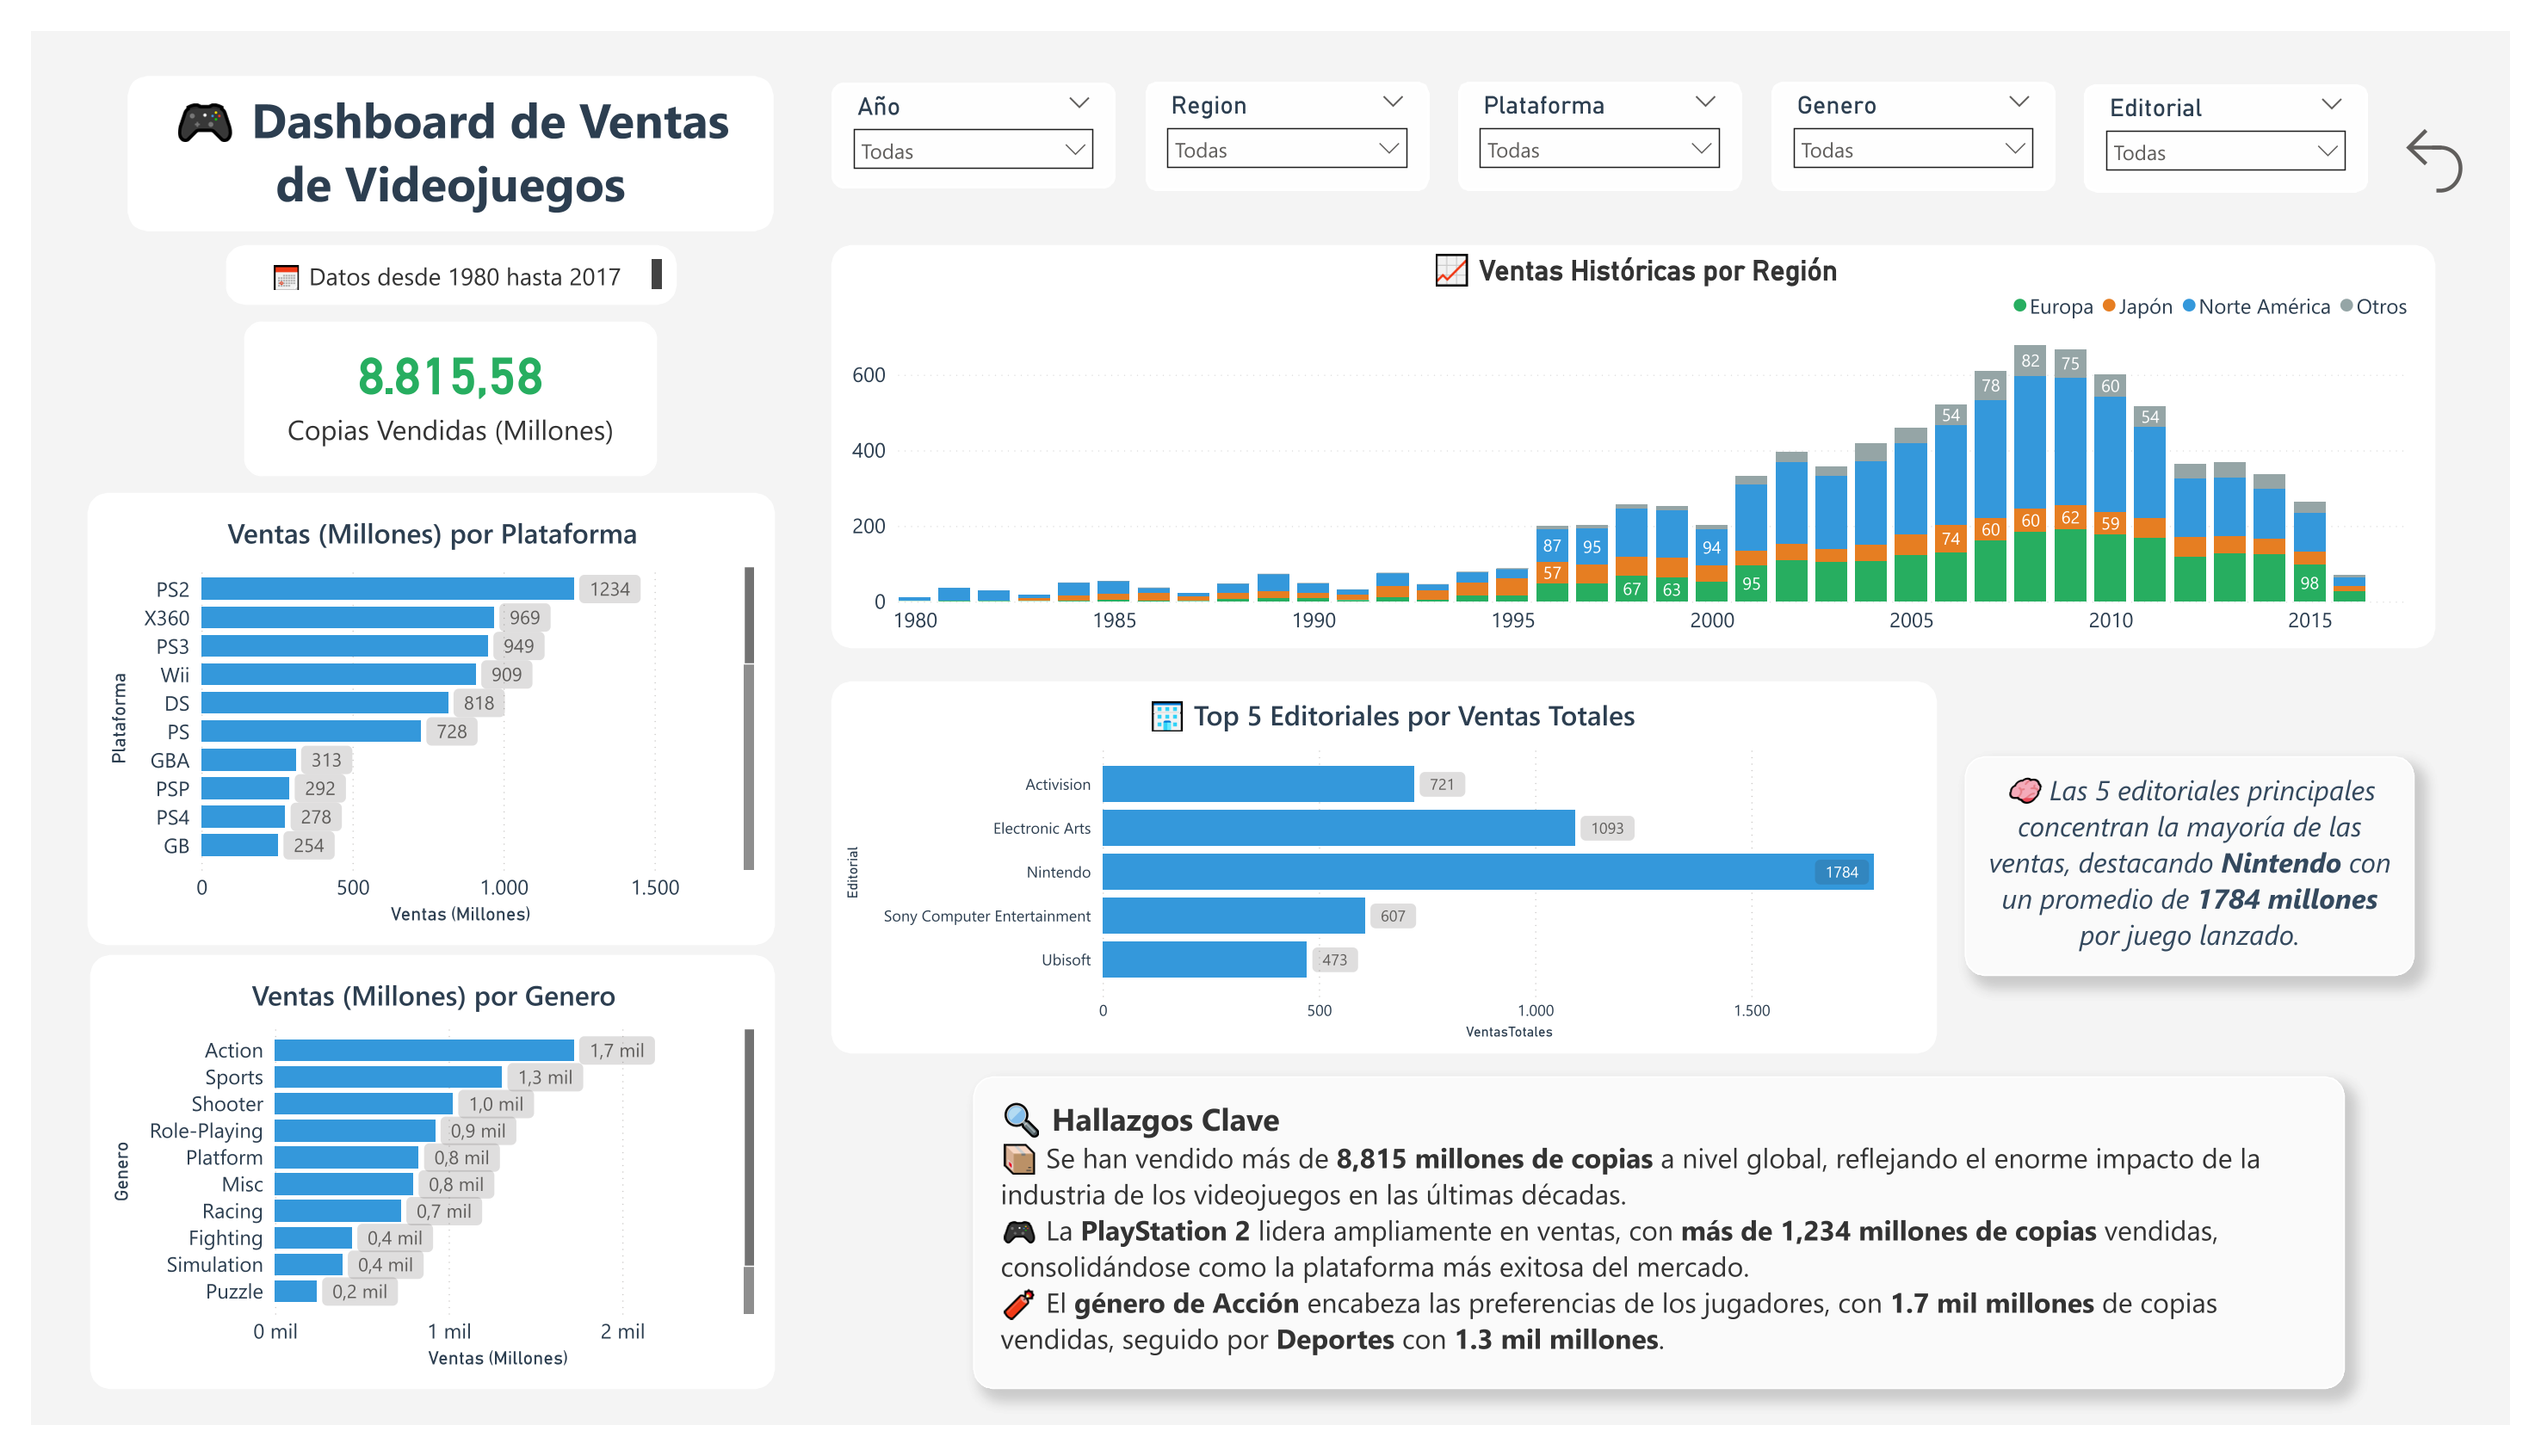 🎮 Dashboard de Ventas
de Videojuegos
Año
Todas
Region
Todas
Plataforma
Todas
Genero
Todas
Editorial
Todas
📅 Datos desde 1980 hasta 2017
8.815,58
Copias Vendidas (Millones)
📈 Ventas Históricas por Región
Europa Japón Norte América Otros
600
400
200
0
87 57 95 67 63 94 95 54 74 78 60 82 60 75 62 60 59 54 98
1980 1985 1990 1995 2000 2005 2010 2015
Ventas (Millones) por Plataforma
Plataforma
PS2 1234
X360 969
PS3 949
Wii 909
DS 818
PS 728
GBA 313
PSP 292
PS4 278
GB 254
0 500 1.000 1.500
Ventas (Millones)
🏢 Top 5 Editoriales por Ventas Totales
Editorial
Activision 721
Electronic Arts 1093
Nintendo 1784
Sony Computer Entertainment 607
Ubisoft 473
0 500 1.000 1.500
VentasTotales
🧠 Las 5 editoriales principales
concentran la mayoría de las
ventas, destacando Nintendo con
un promedio de 1784 millones
por juego lanzado.
Ventas (Millones) por Genero
Genero
Action 1,7 mil
Sports 1,3 mil
Shooter 1,0 mil
Role-Playing 0,9 mil
Platform 0,8 mil
Misc 0,8 mil
Racing 0,7 mil
Fighting 0,4 mil
Simulation 0,4 mil
Puzzle 0,2 mil
0 mil 1 mil 2 mil
Ventas (Millones)
🔍 Hallazgos Clave
📦 Se han vendido más de 8,815 millones de copias a nivel global, reflejando el enorme impacto de la
industria de los videojuegos en las últimas décadas.
🎮 La PlayStation 2 lidera ampliamente en ventas, con más de 1,234 millones de copias vendidas,
consolidándose como la plataforma más exitosa del mercado.
🧨 El género de Acción encabeza las preferencias de los jugadores, con 1.7 mil millones de copias
vendidas, seguido por Deportes con 1.3 mil millones.